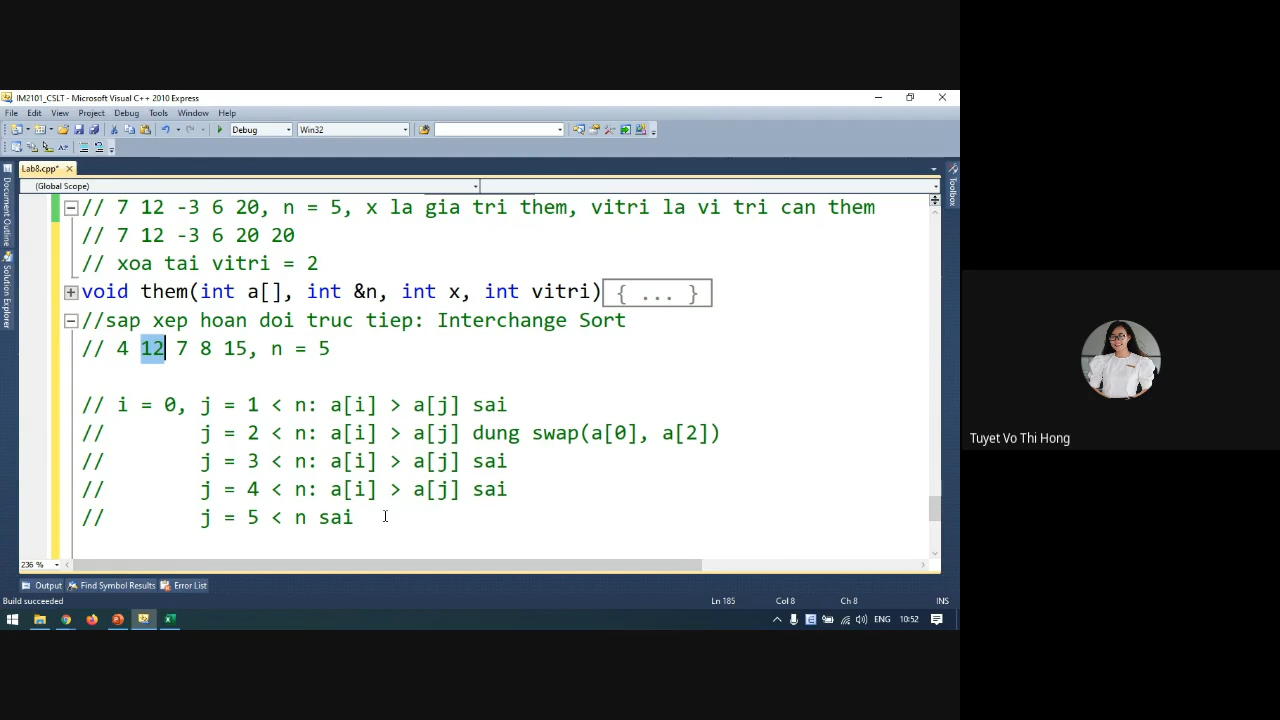 IM2101_CSLT - Microsoft Visual C++ 2010 Express
File Edit View Project Debug Tools Window Help
Debug Win32
Lab8.cpp*
(Global Scope)
Document Outline
Solution Explorer
Toolbox
// 7 12 -3 6 20, n = 5, x la gia tri them, vitri la vi tri can them
// 7 12 -3 6 20 20
// xoa tai vitri = 2
void them(int a[], int &n, int x, int vitri){ ... }
//sap xep hoan doi truc tiep: Interchange Sort
// 4 12 7 8 15, n = 5
// i = 0, j = 1 < n: a[i] > a[j] sai
// j = 2 < n: a[i] > a[j] dung swap(a[0], a[2])
// j = 3 < n: a[i] > a[j] sai
// j = 4 < n: a[i] > a[j] sai
// j = 5 < n sai
236 %
Output Find Symbol Results Error List
Build succeeded Ln 185 Col 8 Ch 8 INS
ENG 10:52
Tuyet Vo Thi Hong